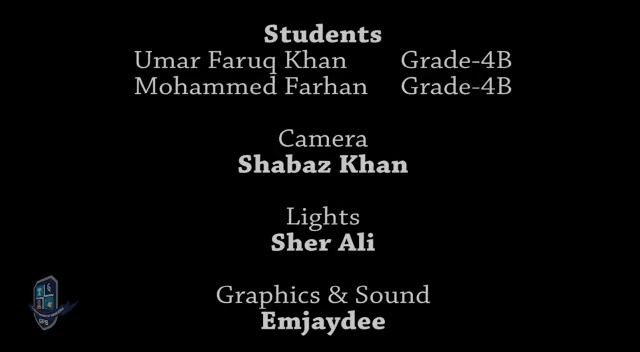 Students
Umar Faruq Khan Grade-4B
Mohammed Farhan Grade-4B
Camera
Shabaz Khan
Lights
Sher Ali
Graphics & Sound
Emjaydee
GPS